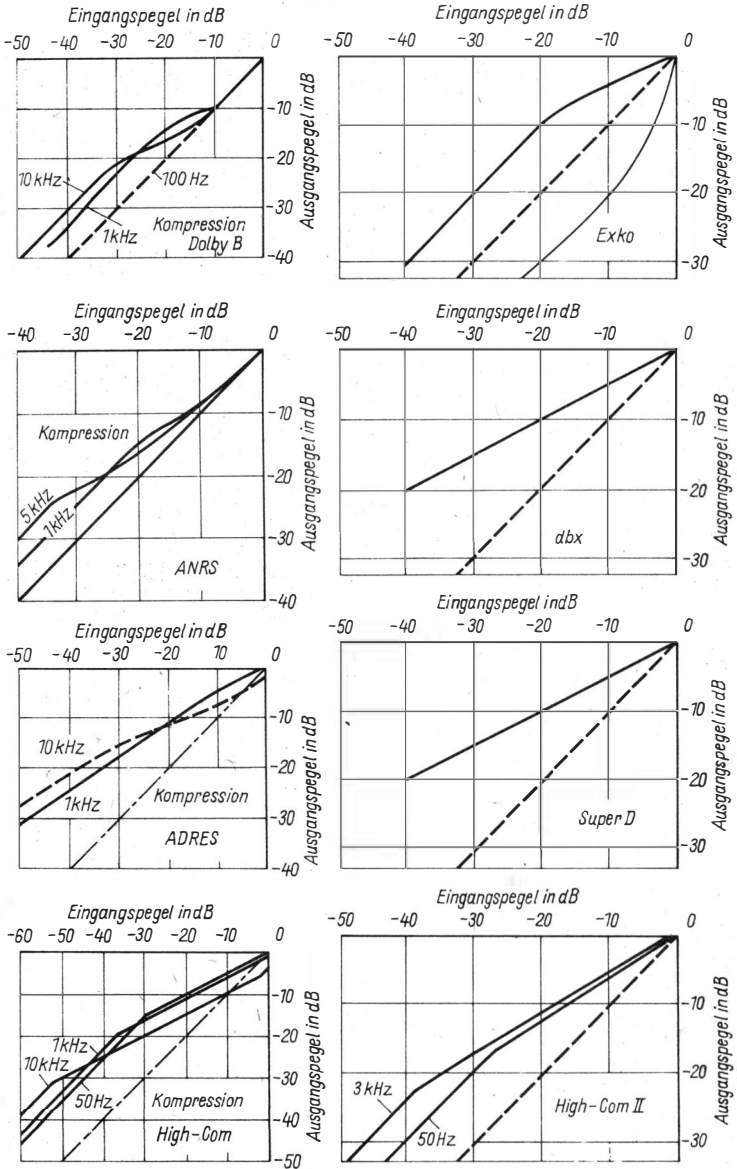 Eingangspegel in dB
-50 -40 -30 -20 -10 0
-10
-20
-30
-40
Ausgangspegel in dB
10 kHz
1kHz
100 Hz
Kompression
Dolby B
Eingangspegel in dB
-50 -40 -30 -20 -10 0
-10
-20
-30
Ausgangspegel in dB
Exko
Eingangspegel in dB
-40 -30 -20 -10 0
-10
-20
-30
-40
Ausgangspegel in dB
Kompression
5 kHz
1kHz
ANRS
Eingangspegel in dB
-50 -40 -30 -20 -10 0
-10
-20
-30
Ausgangspegel in dB
dbx
Eingangspegel in dB
-50 -40 -30 -20 -10 0
-10
-20
-30
-40
Ausgangspegel in dB
10 kHz
1kHz
Kompression
ADRES
Eingangspegel in dB
-50 -40 -30 -20 -10 0
-10
-20
-30
Ausgangspegel in dB
Super D
Eingangspegel in dB
-60 -50 -40 -30 -20 -10 0
-10
-20
-30
-40
-50
Ausgangspegel in dB
1kHz
10kHz
50Hz
Kompression
High-Com
Eingangspegel in dB
-50 -40 -30 -20 -10 0
-10
-20
-30
Ausgangspegel in dB
3 kHz
50Hz
High-Com II